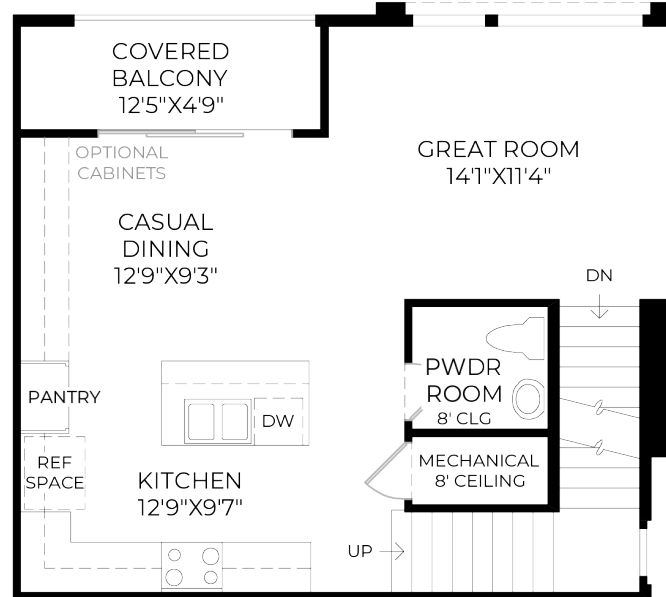 COVERED
BALCONY
12'5"X4'9"
OPTIONAL
CABINETS
GREAT ROOM
14'1"X11'4"
CASUAL
DINING
12'9"X9'3"
DN
PWDR
ROOM
8' CLG
PANTRY
DW
REF
SPACE
KITCHEN
12'9"X9'7"
MECHANICAL
8' CEILING
UP